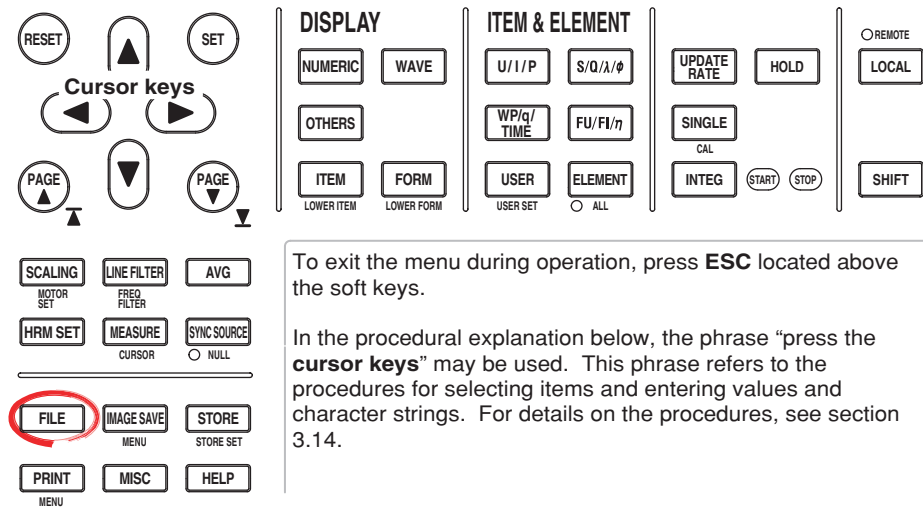 RESET
SET
Cursor keys
PAGE
PAGE
DISPLAY
NUMERIC
WAVE
OTHERS
ITEM
FORM
LOWER ITEM
LOWER FORM
ITEM & ELEMENT
U / I / P
S/Q/λ/ø
WP/q/
TIME
FU/FI/η
USER
ELEMENT
USER SET
ALL
UPDATE
RATE
HOLD
SINGLE
CAL
INTEG
START
STOP
REMOTE
LOCAL
SHIFT
SCALING
LINE FILTER
AVG
MOTOR
SET
FREQ
FILTER
HRM SET
MEASURE
SYNC SOURCE
CURSOR
NULL
FILE
IMAGE SAVE
STORE
MENU
STORE SET
PRINT
MISC
HELP
MENU
To exit the menu during operation, press ESC located above
the soft keys.
In the procedural explanation below, the phrase “press the
cursor keys” may be used. This phrase refers to the
procedures for selecting items and entering values and
character strings. For details on the procedures, see section
3.14.